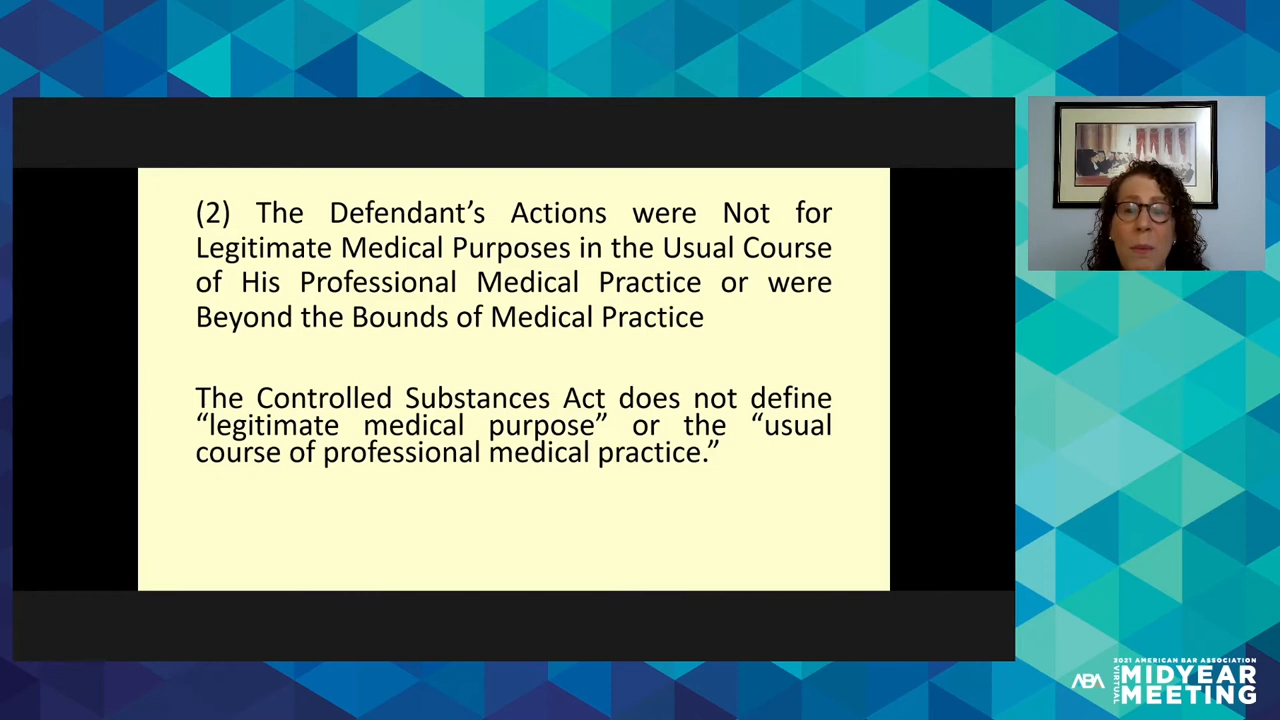 (2) The Defendant’s Actions were Not for
Legitimate Medical Purposes in the Usual Course
of His Professional Medical Practice or were
Beyond the Bounds of Medical Practice
The Controlled Substances Act does not define
“legitimate medical purpose” or the “usual
course of professional medical practice.”
2021 AMERICAN BAR ASSOCIATION
ABA
VIRTUAL
MIDYEAR
MEETING